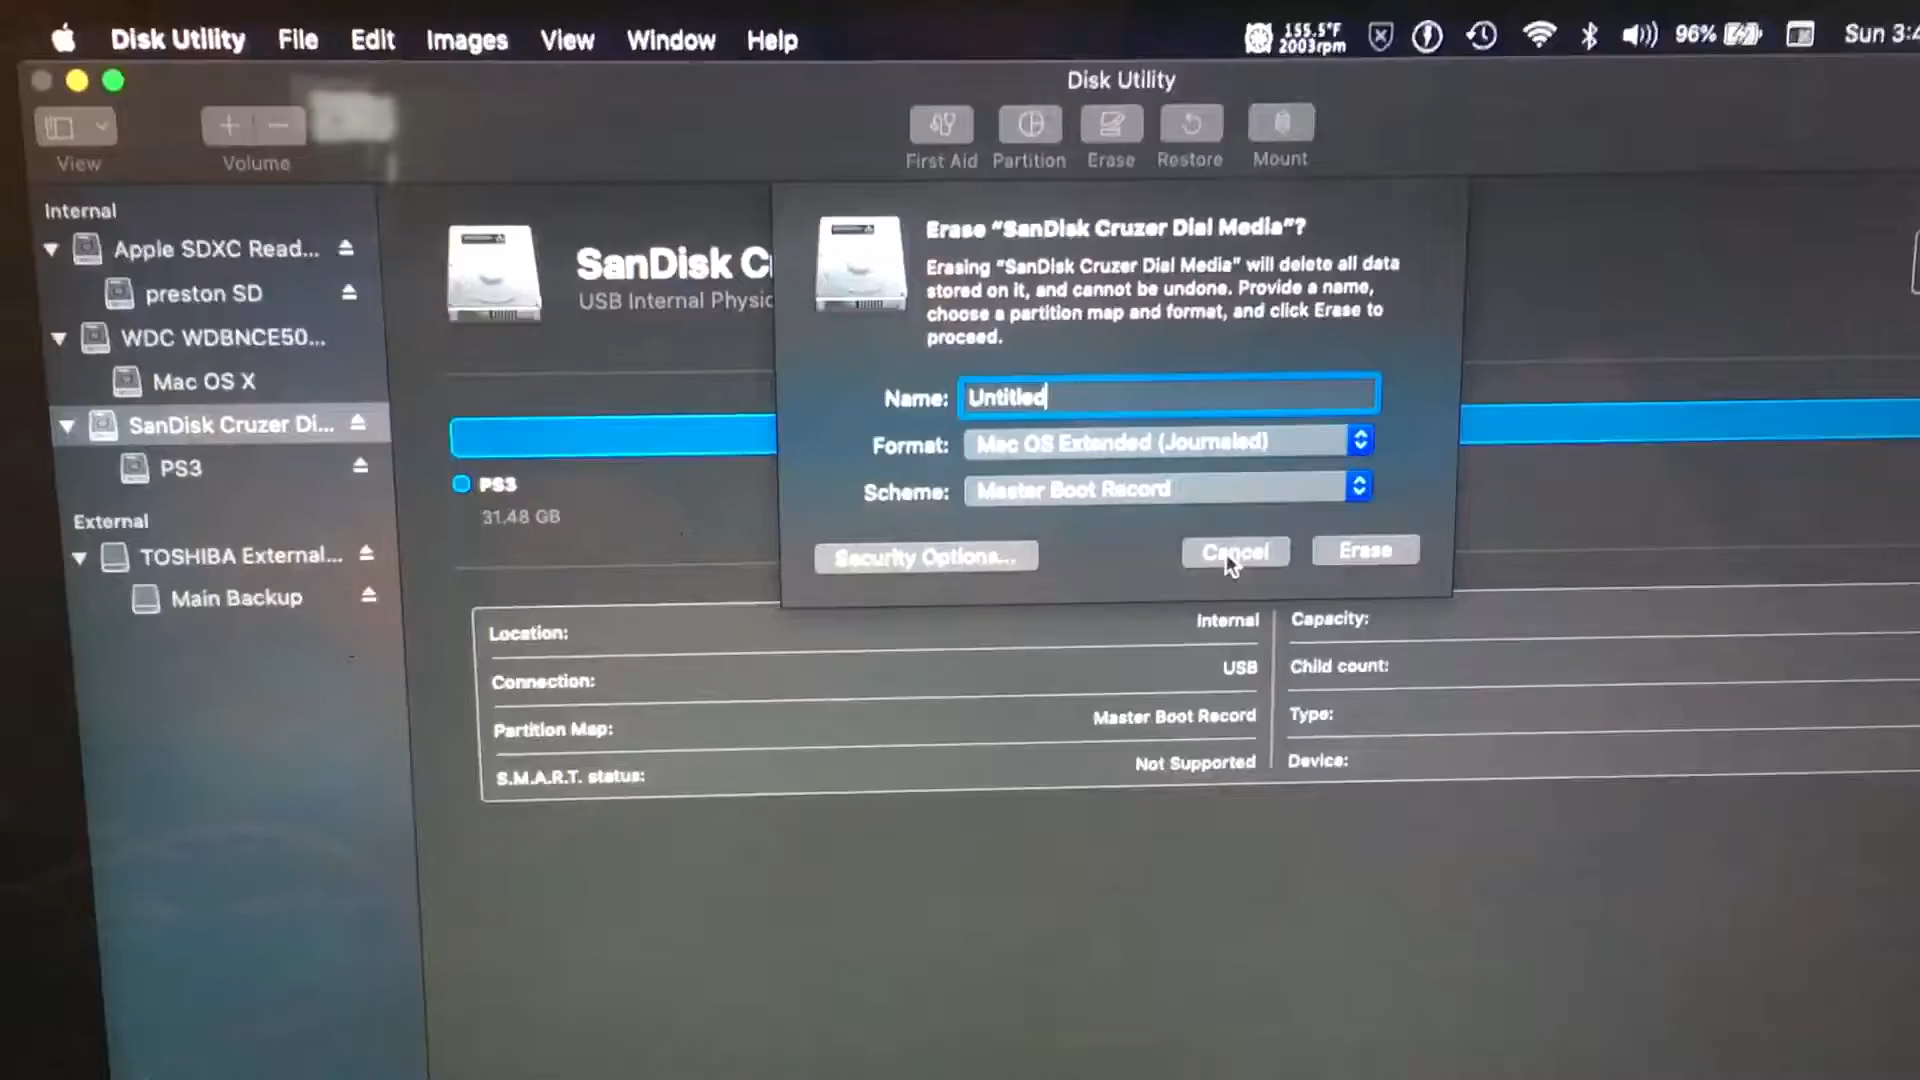 Disk Utility File Edit Images View Window Help
155.5°F
2003rpm
96%
Sun 3:4
Disk Utility
View
Volume
First Aid
Partition
Erase
Restore
Mount
Internal
Apple SDXC Read...
preston SD
WDC WDBNCE50...
Mac OS X
SanDisk Cruzer Di...
PS3
External
TOSHIBA External...
Main Backup
SanDisk C
USB Internal Physic
PS3
31.48 GB
Erase “SanDisk Cruzer Dial Media”?
Erasing “SanDisk Cruzer Dial Media” will delete all data
stored on it, and cannot be undone. Provide a name,
choose a partition map and format, and click Erase to
proceed.
Name: Untitled
Format: Mac OS Extended (Journaled)
Scheme: Master Boot Record
Security Options...
Cancel
Erase
Location: Internal
Connection: USB
Partition Map: Master Boot Record
S.M.A.R.T. status: Not Supported
Capacity:
Child count:
Type:
Device: